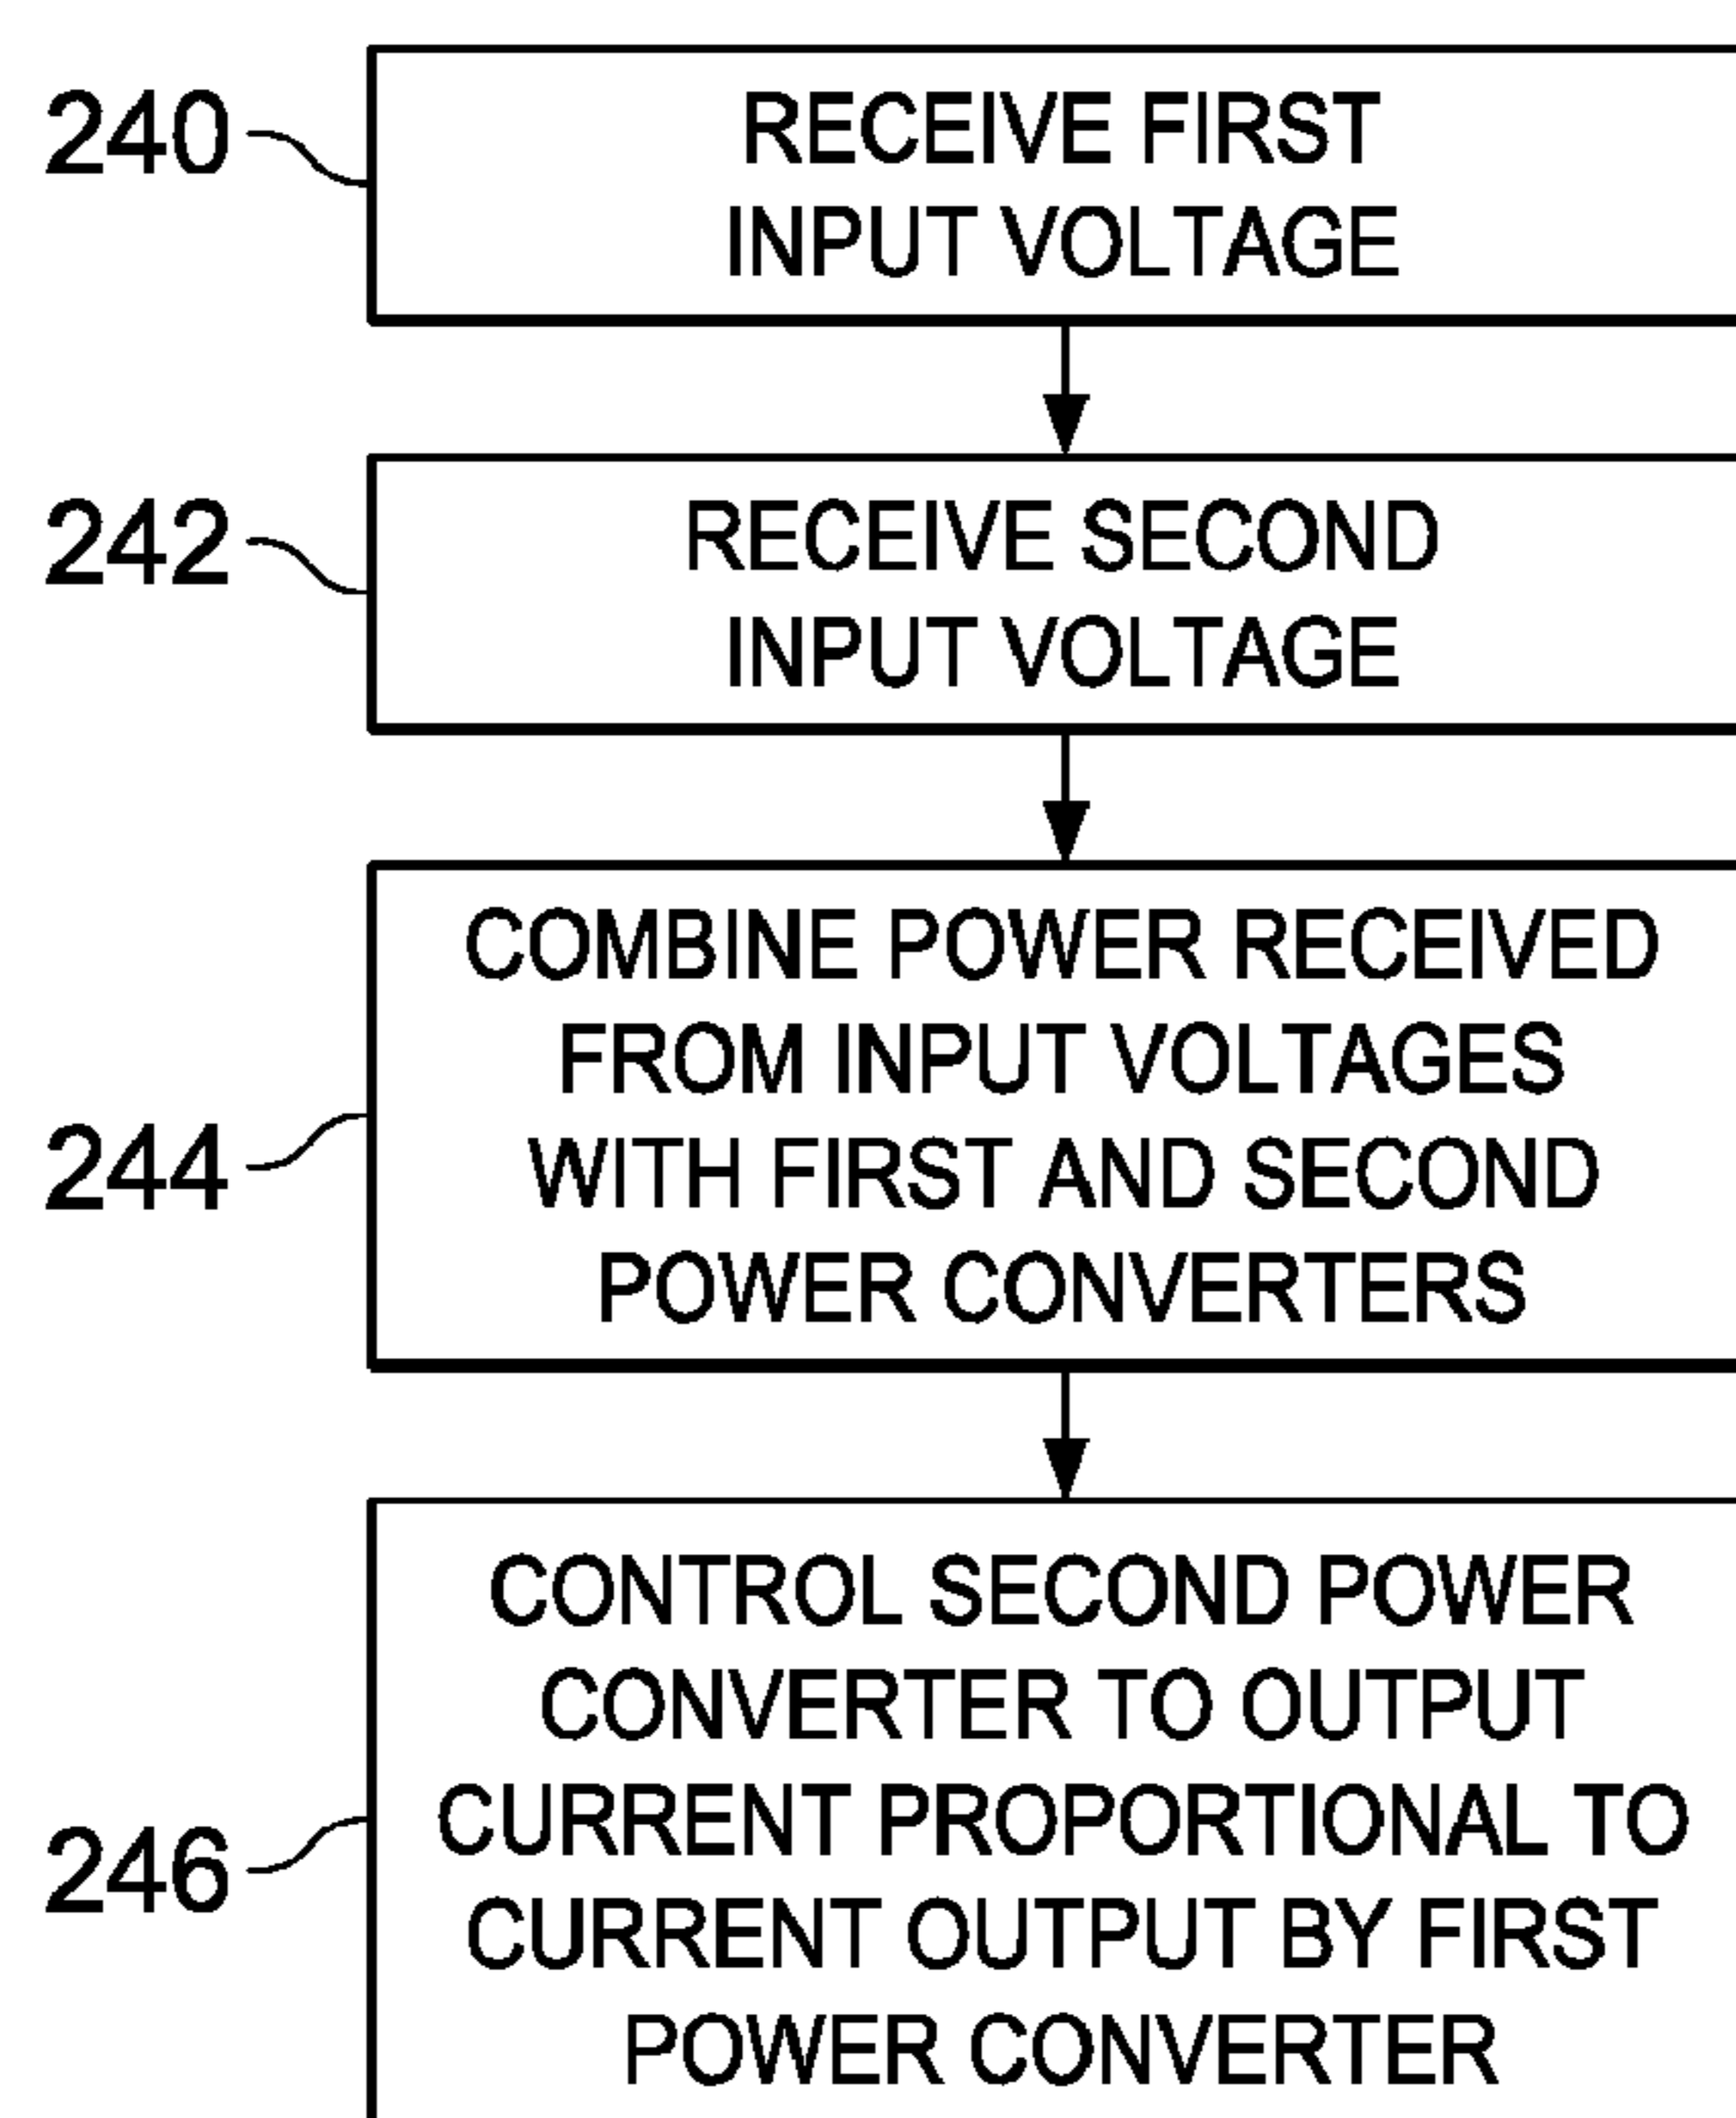 240
RECEIVE FIRST
INPUT VOLTAGE
242
RECEIVE SECOND
INPUT VOLTAGE
244
COMBINE POWER RECEIVED
FROM INPUT VOLTAGES
WITH FIRST AND SECOND
POWER CONVERTERS
246
CONTROL SECOND POWER
CONVERTER TO OUTPUT
CURRENT PROPORTIONAL TO
CURRENT OUTPUT BY FIRST
POWER CONVERTER